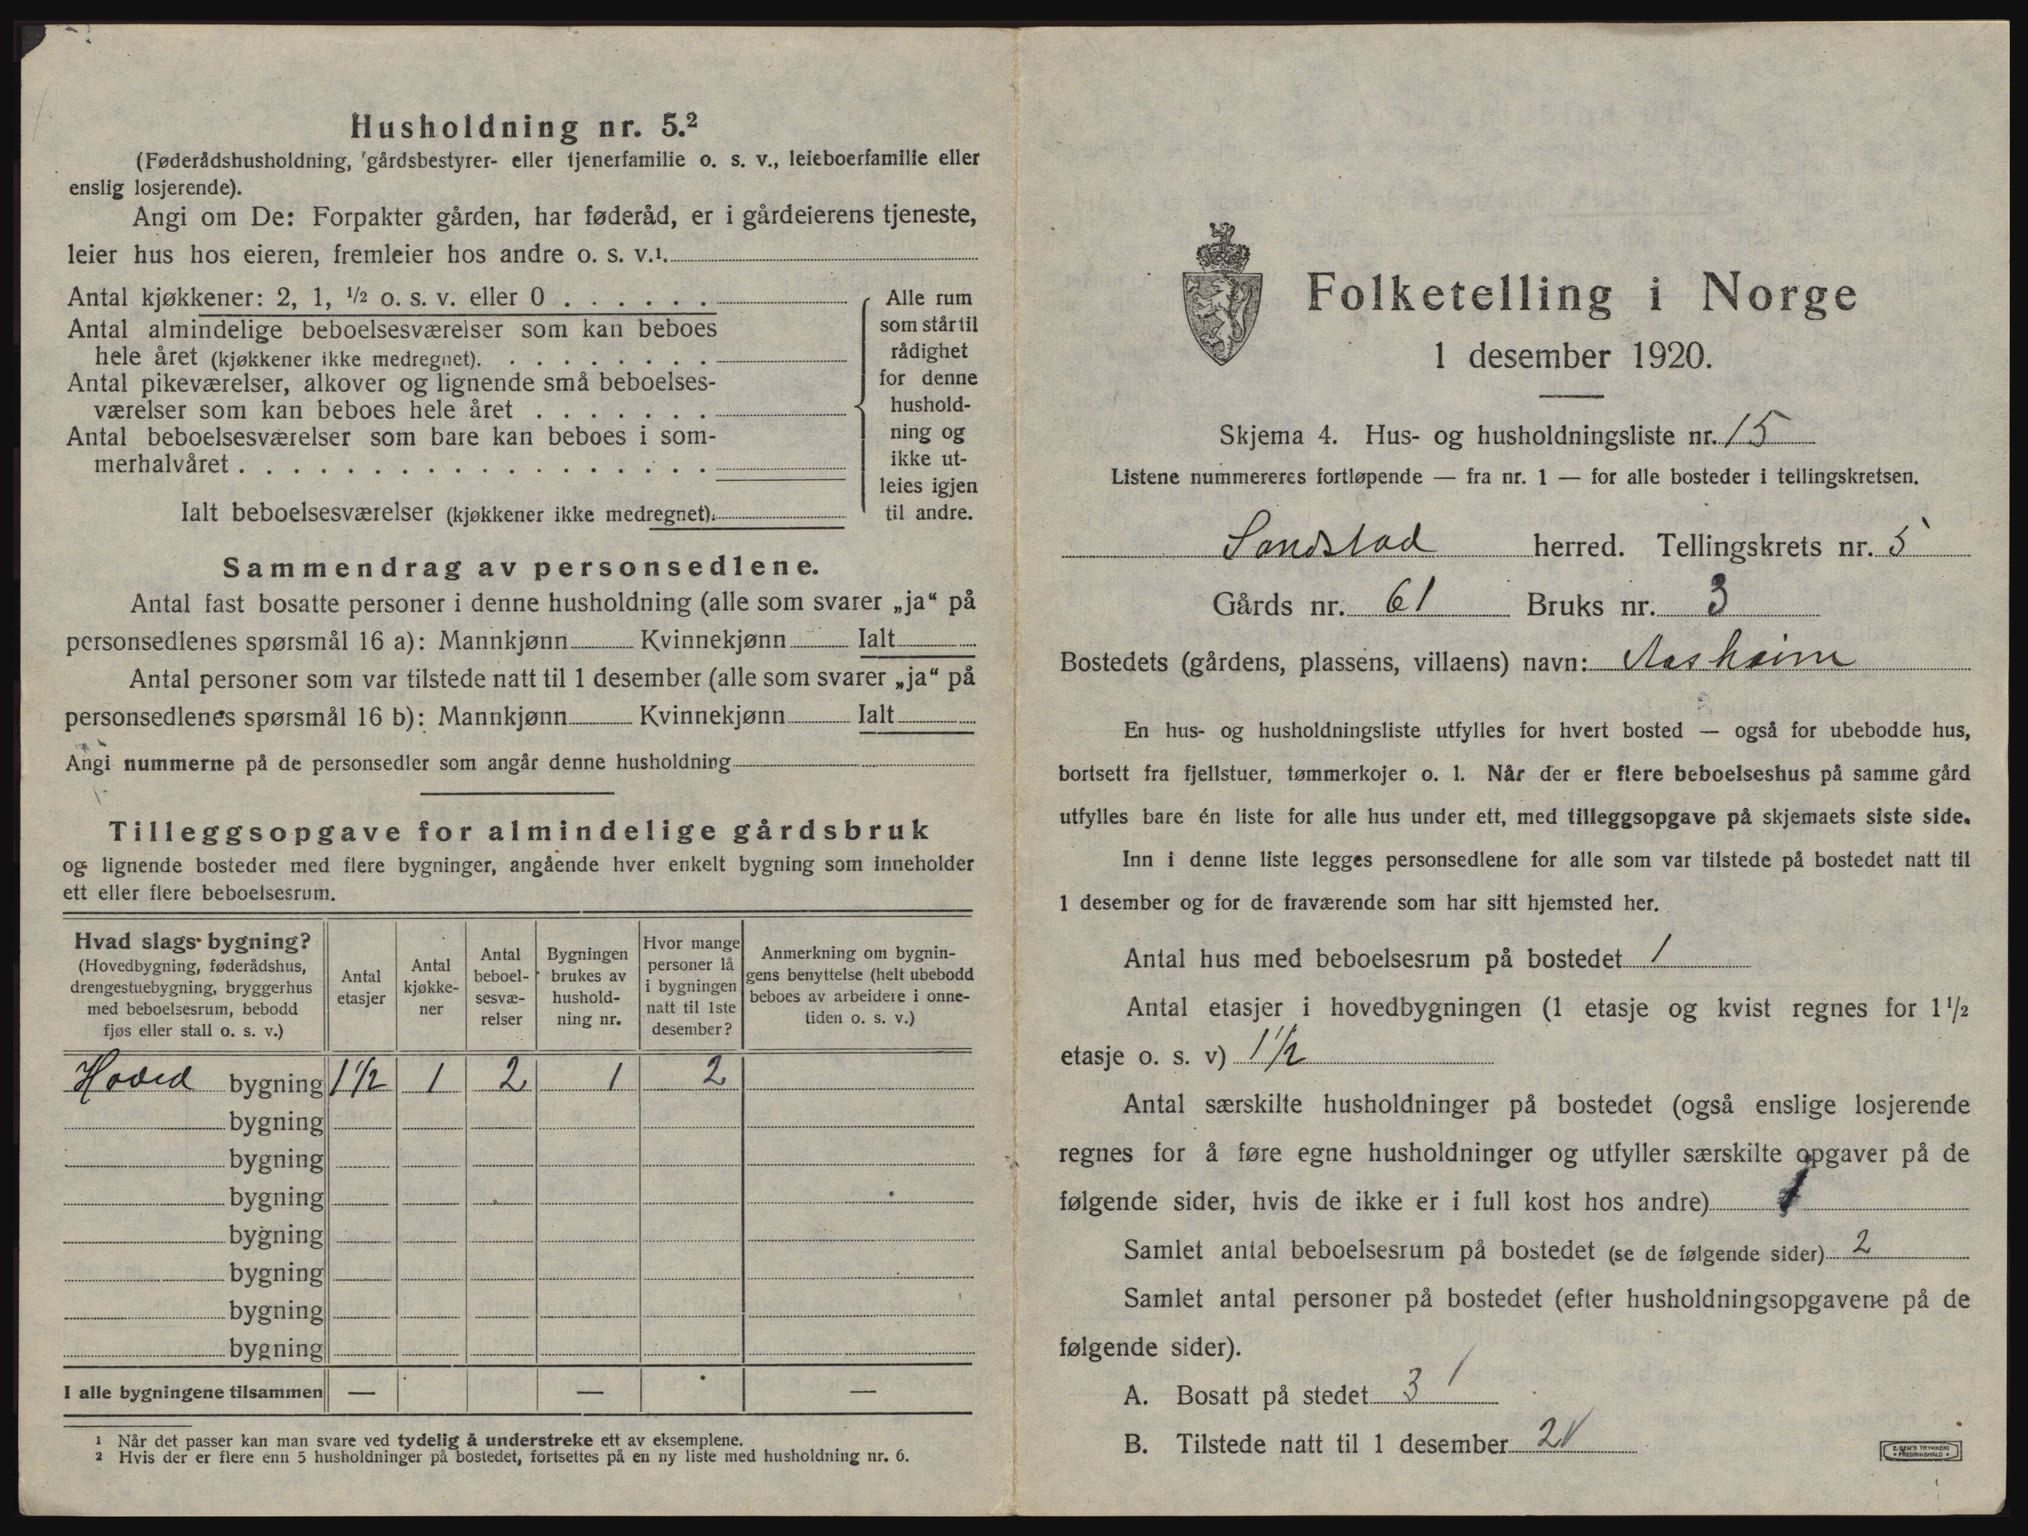 Husholdning nr. 5.²
(Føderådshusholdning, gårdsbestyrer- eller tjenerfamilie o. s. v., leieboerfamilie eller
enslig losjerende).
Angi om De: Forpakter gården, har føderåd, er i gårdeierens tjeneste,
leier hus hos eieren, fremleier hos andre o. s. v.¹
Antal kjøkkener: 2, 1, ¹/₂ o. s. v. eller 0 . . . . . .
Antal almindelige beboelsesværelser som kan beboes
hele året (kjøkkener ikke medregnet). . . . . . . . .
Antal pikeværelser, alkover og lignende små beboelses-
værelser som kan beboes hele året . . . . . . .
Antal beboelsesværelser som bare kan beboes i som-
merhalvåret . . . . . . . . . . . . . . . . . .
Ialt beboelsesværelser (kjøkkener ikke medregnet).
Alle rum
som står til
rådighet
for denne
hushold-
ning og
ikke ut-
leies igjen
til andre.
Sammendrag av personsedlene.
Antal fast bosatte personer i denne husholdning (alle som svarer „ja“ på
personsedlenes spørsmål 16 a): Mannkjønn Kvinnekjønn Ialt
Antal personer som var tilstede natt til 1 desember (alle som svarer „ja“ på
personsedlenes spørsmål 16 b): Mannkjønn Kvinnekjønn Ialt
Angi nummerne på de personsedler som angår denne husholdning
Tilleggsopgave for almindelige gårdsbruk
og lignende bosteder med flere bygninger, angående hver enkelt bygning som inneholder
ett eller flere beboelsesrum.
Hvad slags bygning?
(Hovedbygning, føderådshus,
drengestuebygning, bryggerhus
med beboelsesrum, bebodd
fjøs eller stall o. s. v.)
Antal
etasjer
Antal
kjøkke-
ner
Antal
beboel-
sesvæ-
relser
Bygningen
brukes av
hushold-
ning nr.
Hvor mange
personer lå
i bygningen
natt til 1ste
desember?
Anmerkning om bygnin-
gens benyttelse (helt ubebodd
beboes av arbeidere i onne-
tiden o. s. v.)
Hoved bygning 1 ½ 1 2 1 2
bygning
bygning
bygning
bygning
bygning
bygning
bygning
I alle bygningene tilsammen — — —
¹ Når det passer kan man svare ved tydelig å understreke ett av eksemplene.
² Hvis der er flere enn 5 husholdninger på bostedet, fortsettes på en ny liste med husholdning nr. 6.
Folketelling i Norge
1 desember 1920.
Skjema 4. Hus- og husholdningsliste nr. 15
Listene nummereres fortløpende — fra nr. 1 — for alle bosteder i tellingskretsen.
Sandstad herred. Tellingskrets nr. 5
Gårds nr. 61 Bruks nr. 3
Bostedets (gårdens, plassens, villaens) navn: Aasheim
En hus- og husholdningsliste utfylles for hvert bosted — også for ubebodde hus,
bortsett fra fjellstuer, tømmerkojer o. l. Når der er flere beboelseshus på samme gård
utfylles bare én liste for alle hus under ett, med tilleggsopgave på skjemaets siste side.
Inn i denne liste legges personsedlene for alle som var tilstede på bostedet natt til
1 desember og for de fraværende som har sitt hjemsted her.
Antal hus med beboelsesrum på bostedet 1
Antal etasjer i hovedbygningen (1 etasje og kvist regnes for 1¹/₂
etasje o. s. v) 1½
Antal særskilte husholdninger på bostedet (også enslige losjerende
regnes for å føre egne husholdninger og utfyller særskilte opgaver på de
følgende sider, hvis de ikke er i full kost hos andre) 1
Samlet antal beboelsesrum på bostedet (se de følgende sider) 2
Samlet antal personer på bostedet (efter husholdningsopgavene på de
følgende sider).
A. Bosatt på stedet 3
B. Tilstede natt til 1 desember 2